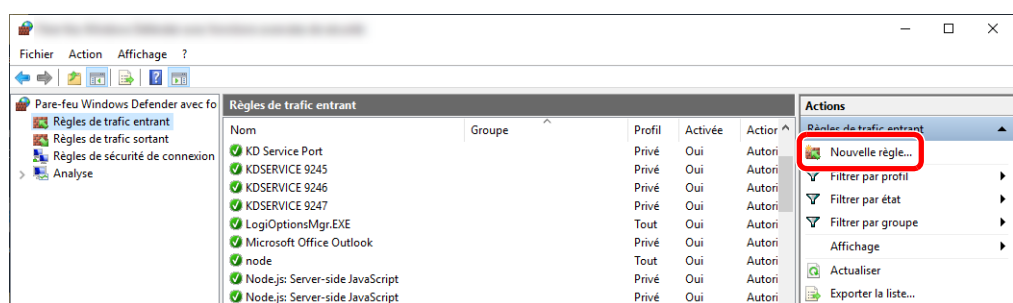 Fichier Action Affichage ?
Pare-feu Windows Defender avec fo
Règles de trafic entrant
Règles de trafic sortant
Règles de sécurité de connexion
Analyse
Règles de trafic entrant
Nom Groupe Profil Activée Action
KD Service Port Privé Oui Autori
KDSERVICE 9245 Privé Oui Autori
KDSERVICE 9246 Privé Oui Autori
KDSERVICE 9247 Privé Oui Autori
LogiOptionsMgr.EXE Tout Oui Autori
Microsoft Office Outlook Privé Oui Autori
node Tout Oui Autori
Node.js: Server-side JavaScript Privé Oui Autori
Node.js: Server-side JavaScript Privé Oui Autori
Actions
Règles de trafic entrant
Nouvelle règle...
Filtrer par profil
Filtrer par état
Filtrer par groupe
Affichage
Actualiser
Exporter la liste...